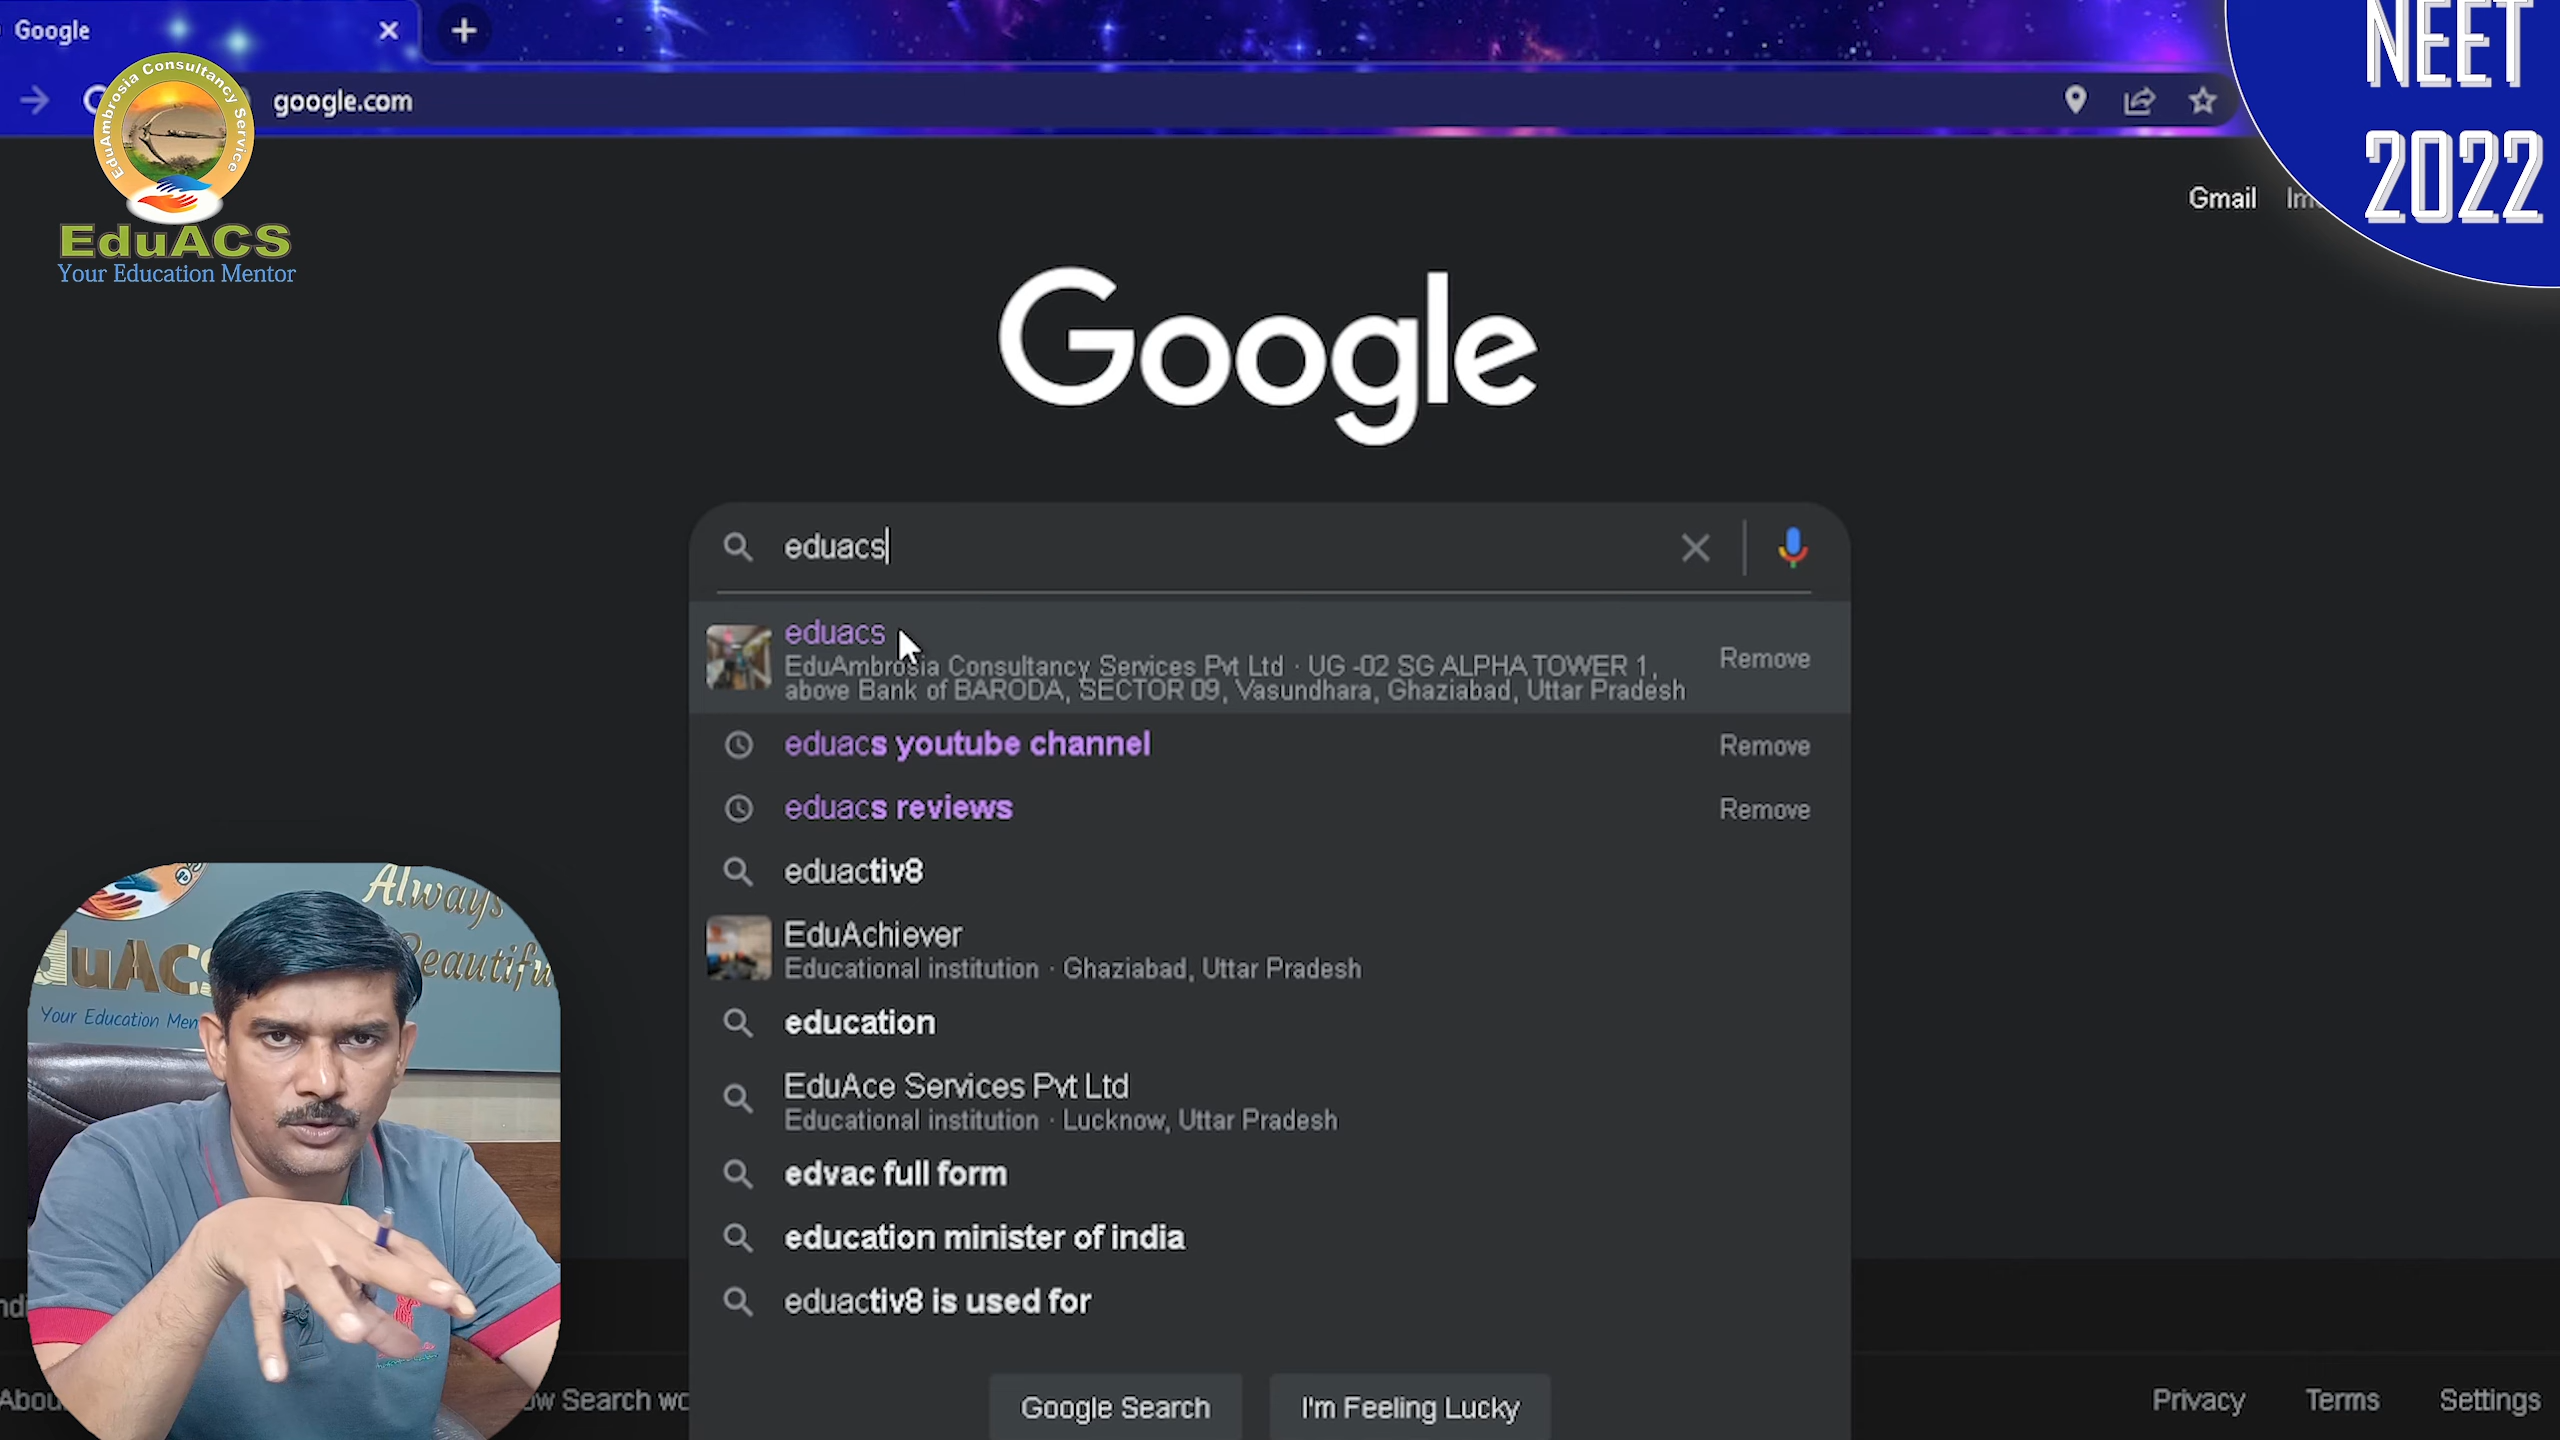 Google
google.com
NEET
2022
EduAmbrosia Consultancy Service
EduACS
Your Education Mentor
Gmail
Google
eduacs
eduacs
EduAmbrosia Consultancy Services Pvt Ltd · UG -02 SG ALPHA TOWER 1,
above Bank of BARODA, SECTOR 09, Vasundhara, Ghaziabad, Uttar Pradesh
Remove
eduacs youtube channel
Remove
eduacs reviews
Remove
eduactiv8
EduAchiever
Educational institution · Ghaziabad, Uttar Pradesh
education
EduAce Services Pvt Ltd
Educational institution · Lucknow, Uttar Pradesh
edvac full form
education minister of india
eduactiv8 is used for
Google Search
I'm Feeling Lucky
Always
Beautifu
duACS
Your Education Men
Search
Privacy
Terms
Settings